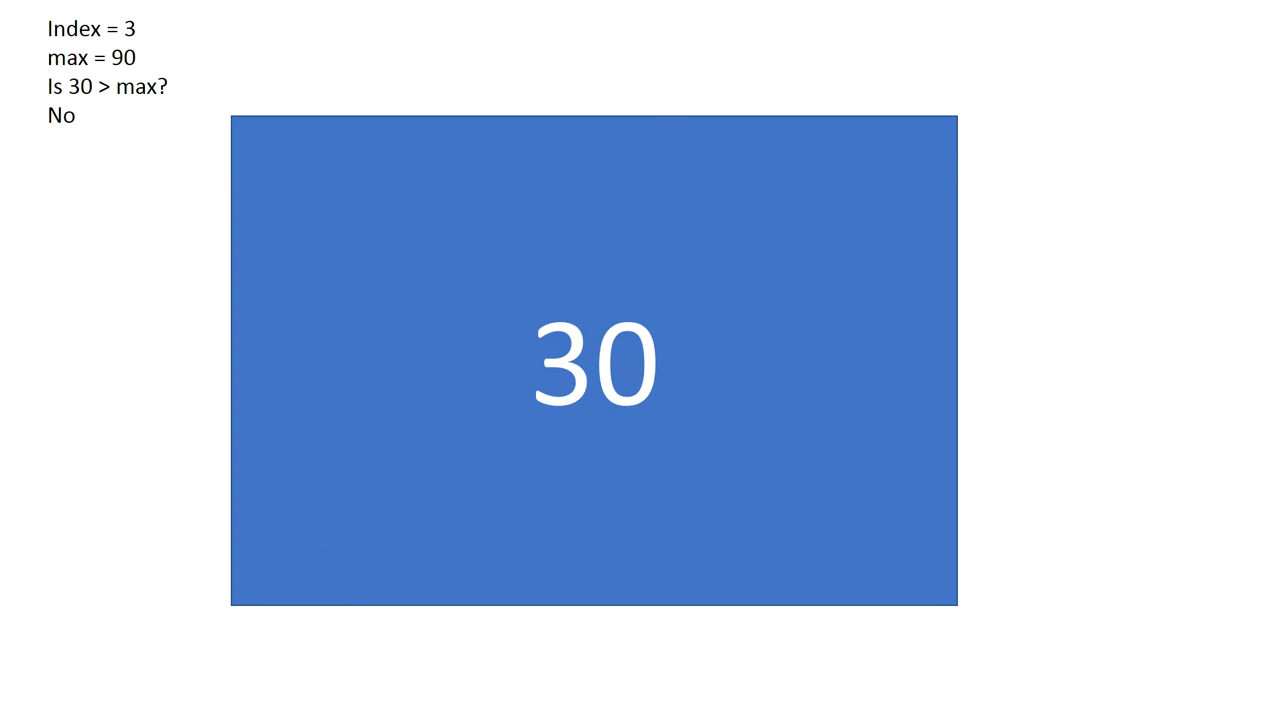 Index = 3
max = 90
Is 30 > max?
No
30